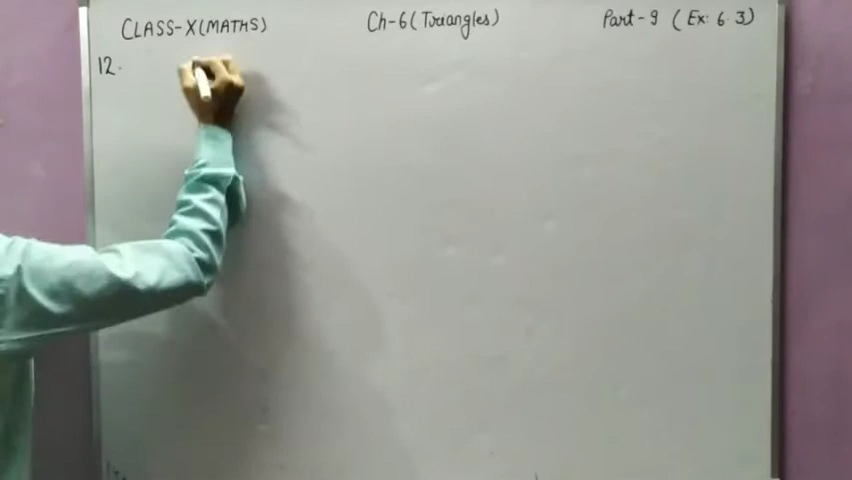 CLASS-X(MATHS) Ch-6(Triangles) Part-9 (Ex: 6.3)
12.